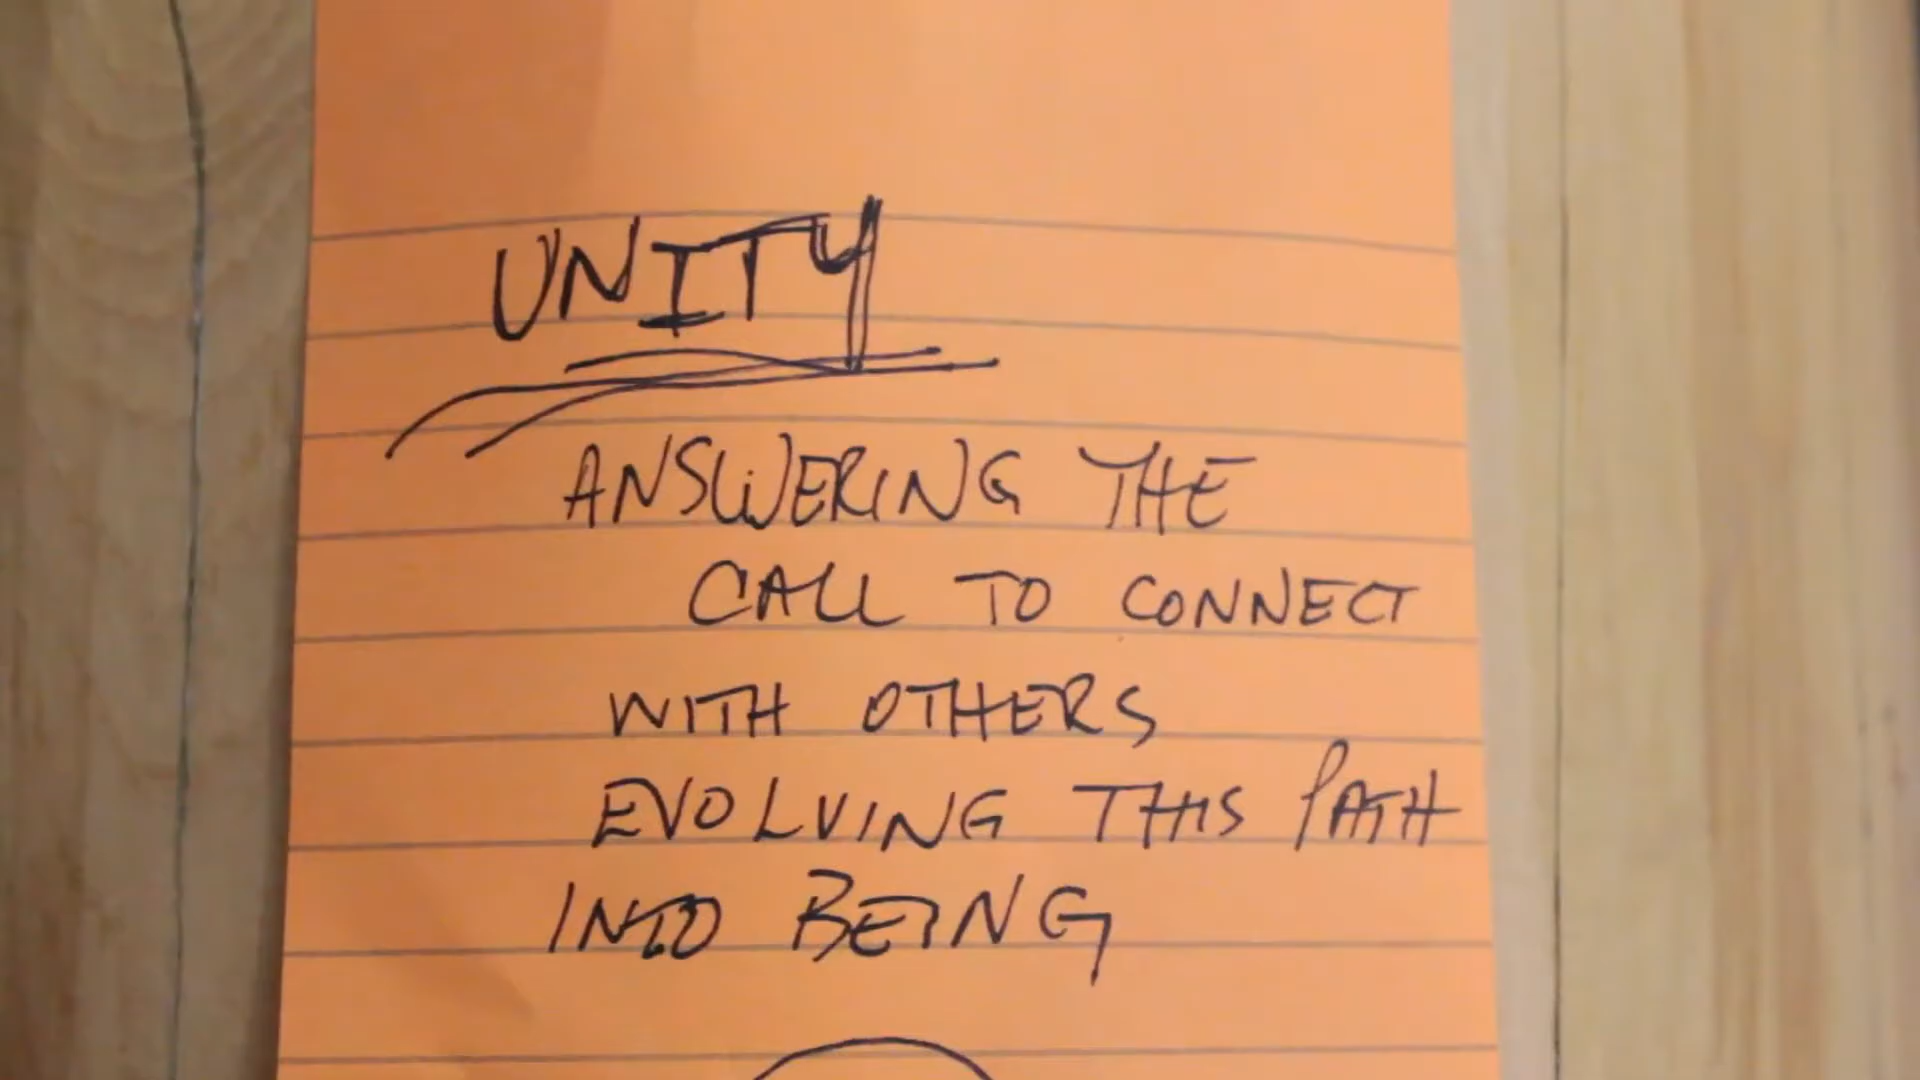 UNITY
ANSWERING THE
CALL TO CONNECT
WITH OTHERS
EVOLVING THIS PATH
INTO BEING